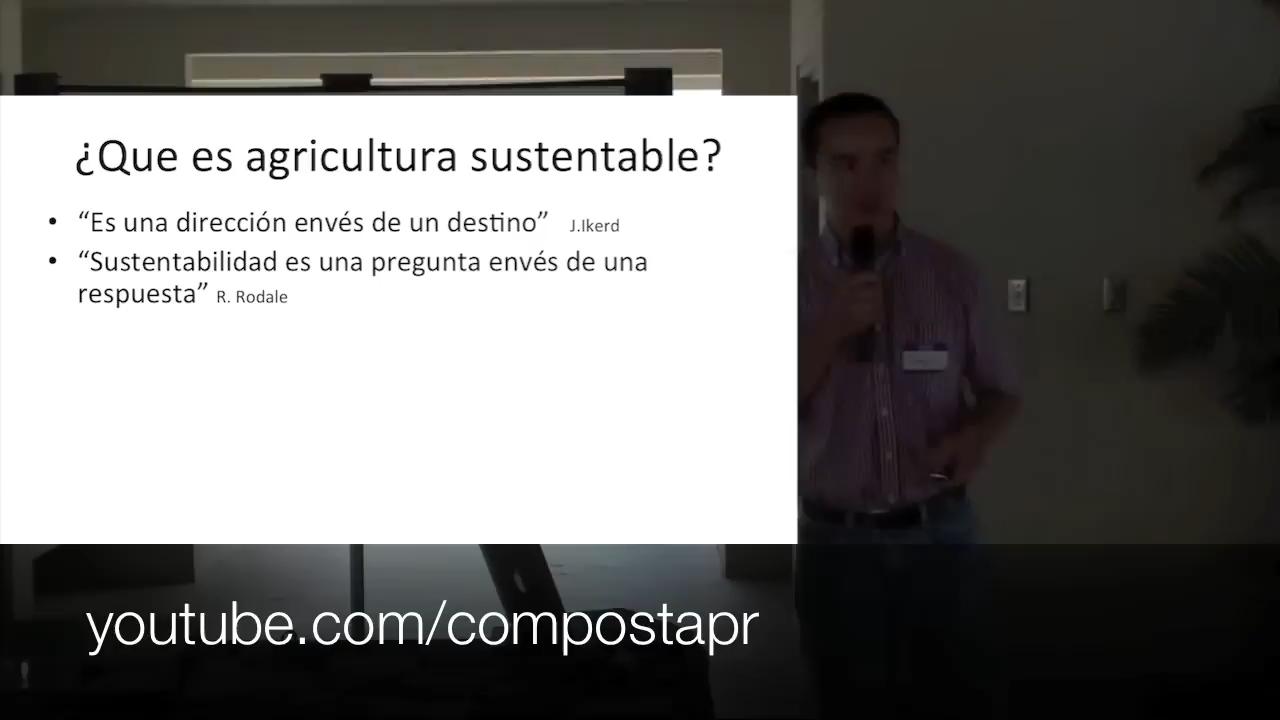 ¿Que es agricultura sustentable?
• “Es una dirección envés de un destino” J.Ikerd
• “Sustentabilidad es una pregunta envés de una
respuesta” R. Rodale
youtube.com/compostapr